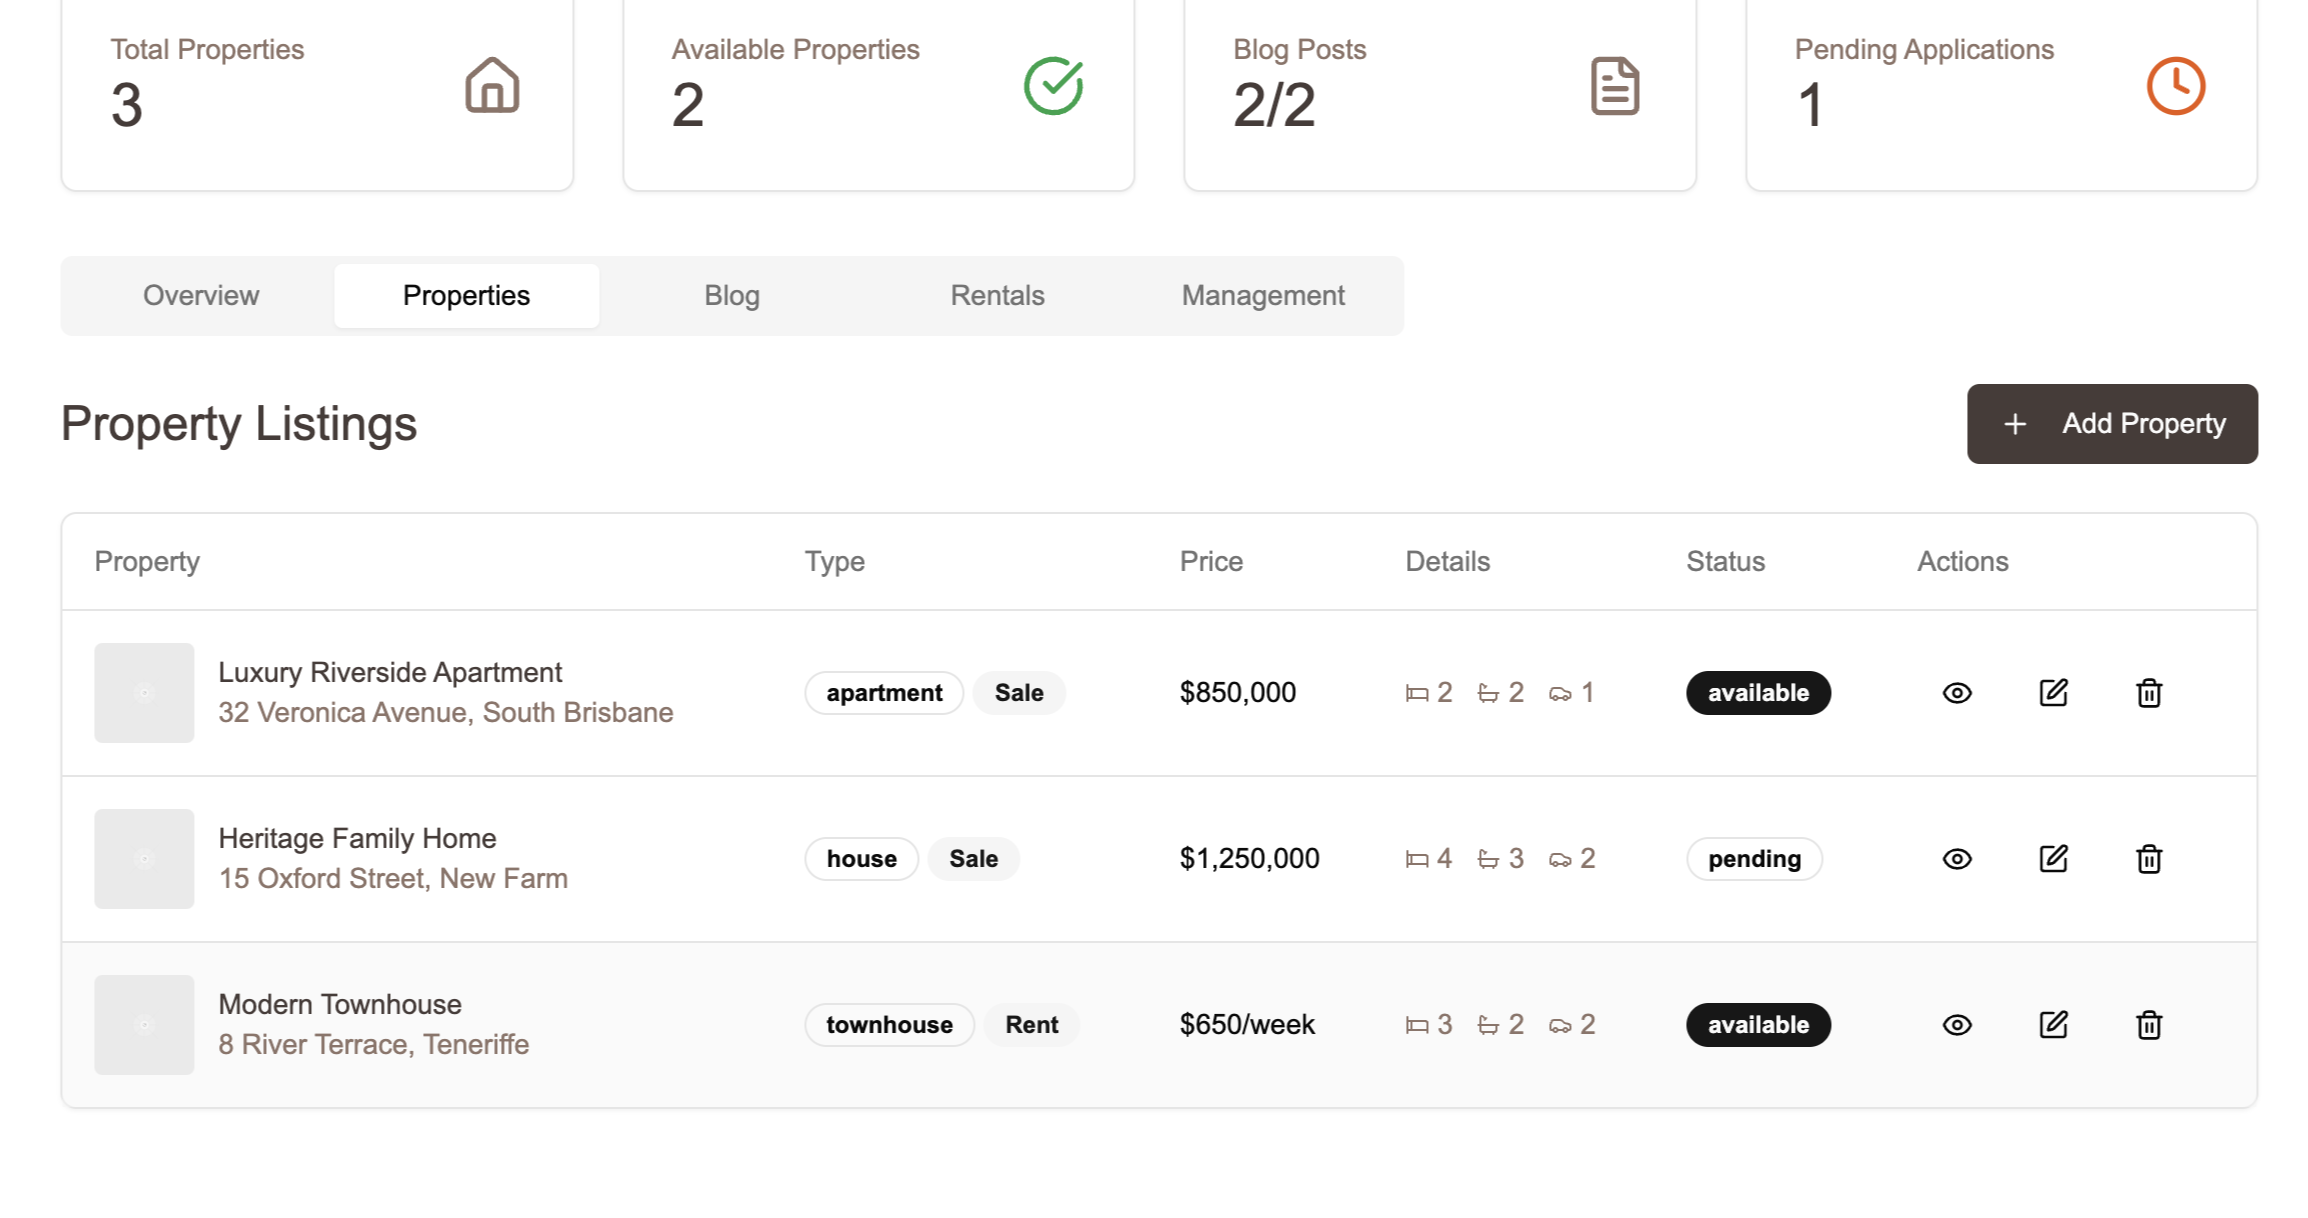 Total Properties
3
Available Properties
2
Blog Posts
2/2
Pending Applications
1
Overview Properties Blog Rentals Management
Property Listings
Add Property
Property Type Price Details Status Actions
Luxury Riverside Apartment
32 Veronica Avenue, South Brisbane
apartment Sale $850,000 2 2 1 available
Heritage Family Home
15 Oxford Street, New Farm
house Sale $1,250,000 4 3 2 pending
Modern Townhouse
8 River Terrace, Teneriffe
townhouse Rent $650/week 3 2 2 available